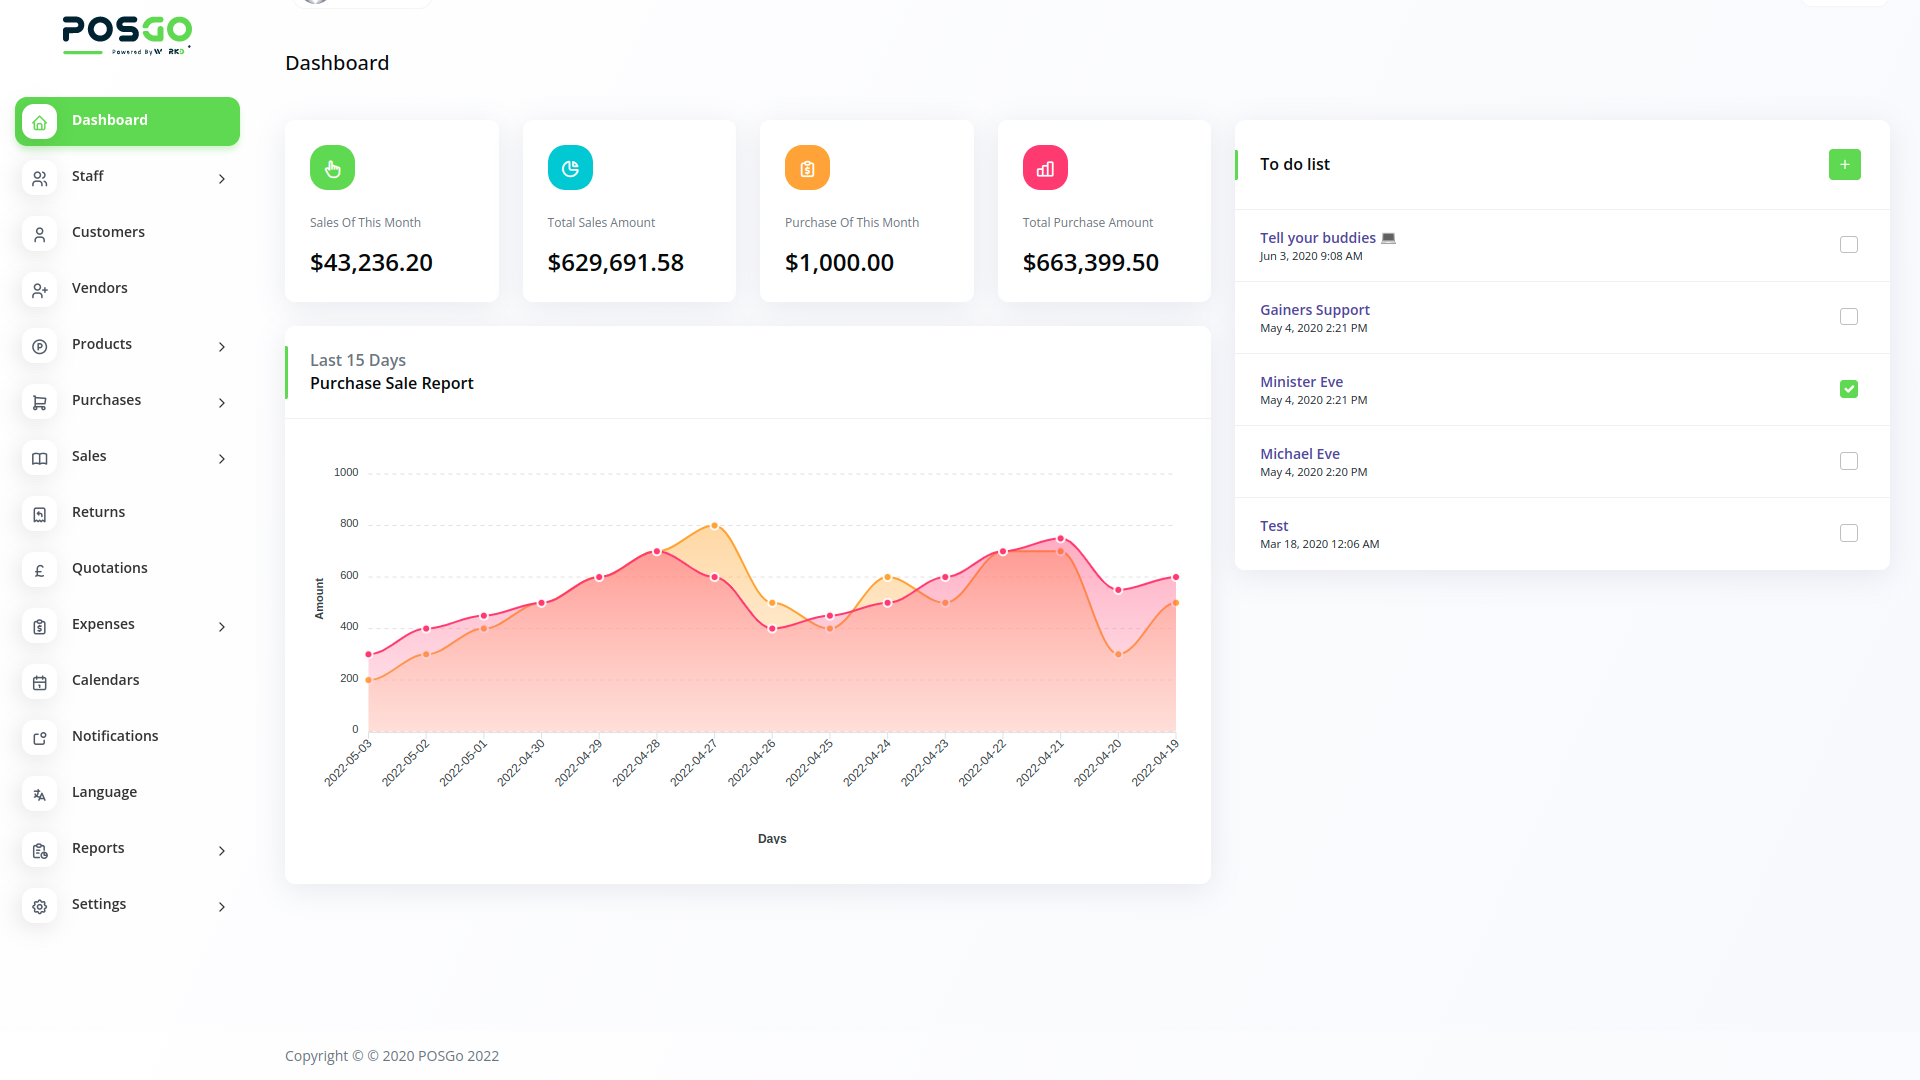 POSGO
Powered By
Dashboard
Dashboard
Staff
Customers
Vendors
Products
Purchases
Sales
Returns
Quotations
Expenses
Calendars
Notifications
Language
Reports
Settings
Sales Of This Month
$43,236.20
Total Sales Amount
$629,691.58
Purchase Of This Month
$1,000.00
Total Purchase Amount
$663,399.50
Last 15 Days
Purchase Sale Report
1000
800
600
400
200
0
Amount
2022-05-03
2022-05-02
2022-05-01
2022-04-30
2022-04-29
2022-04-28
2022-04-27
2022-04-26
2022-04-25
2022-04-24
2022-04-23
2022-04-22
2022-04-21
2022-04-20
2022-04-19
Days
To do list
+
Tell your buddies 💻
Jun 3, 2020 9:08 AM
Gainers Support
May 4, 2020 2:21 PM
Minister Eve
May 4, 2020 2:21 PM
Michael Eve
May 4, 2020 2:20 PM
Test
Mar 18, 2020 12:06 AM
Copyright © © 2020 POSGo 2022